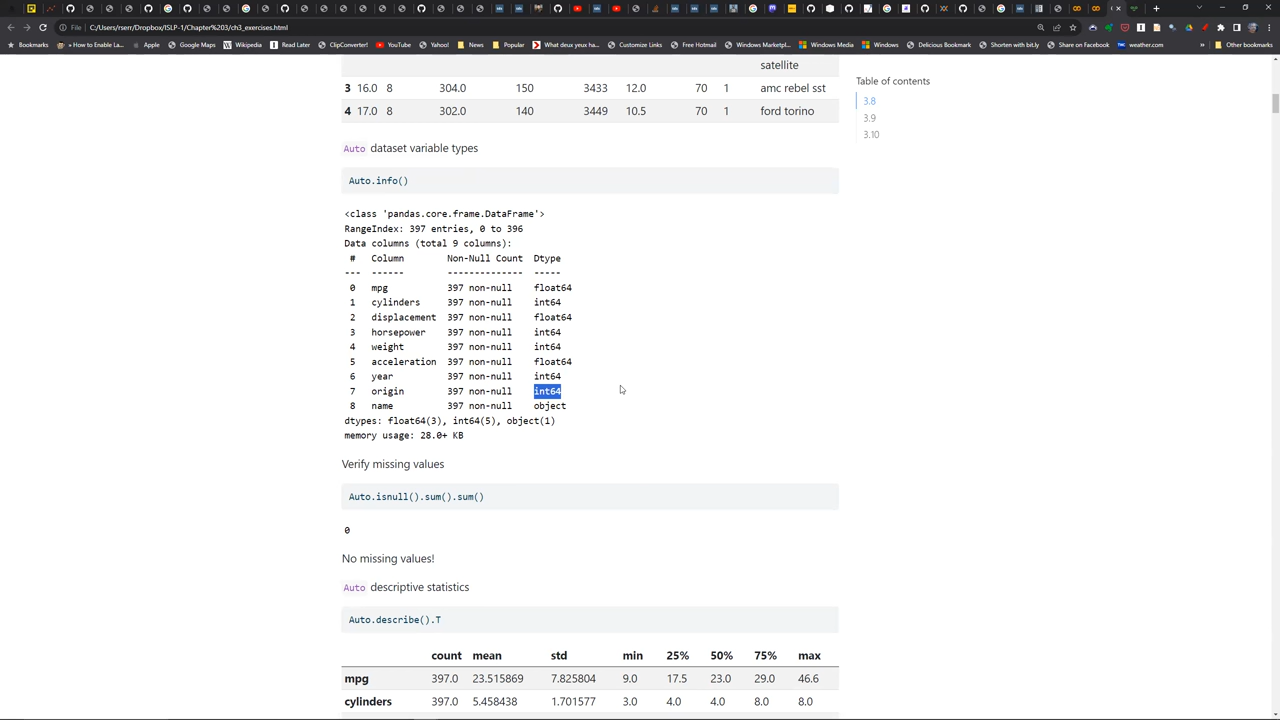 File C:/Users/rserr/Dropbox/ISLP-1/Chapter%203/ch3_exercises.html
Bookmarks » How to Enable La... Apple Google Maps Wikipedia Read Later ClipConverter! YouTube Yahoo! News Popular What deux yeux ha... Customize Links Free Hotmail Windows Marketpl... Windows Media Windows Delicious Bookmark Shorten with bit.ly Share on Facebook weather.com Other bookmarks
satellite
3 16.0 8 304.0 150 3433 12.0 70 1 amc rebel sst
4 17.0 8 302.0 140 3449 10.5 70 1 ford torino
Auto dataset variable types
Auto.info()
<class 'pandas.core.frame.DataFrame'>
RangeIndex: 397 entries, 0 to 396
Data columns (total 9 columns):
# Column Non-Null Count Dtype
--- ------ -------------- -----
0 mpg 397 non-null float64
1 cylinders 397 non-null int64
2 displacement 397 non-null float64
3 horsepower 397 non-null int64
4 weight 397 non-null int64
5 acceleration 397 non-null float64
6 year 397 non-null int64
7 origin 397 non-null int64
8 name 397 non-null object
dtypes: float64(3), int64(5), object(1)
memory usage: 28.0+ KB
Verify missing values
Auto.isnull().sum().sum()
0
No missing values!
Auto descriptive statistics
Auto.describe().T
count mean std min 25% 50% 75% max
mpg 397.0 23.515869 7.825804 9.0 17.5 23.0 29.0 46.6
cylinders 397.0 5.458438 1.701577 3.0 4.0 4.0 8.0 8.0
Table of contents
3.8
3.9
3.10